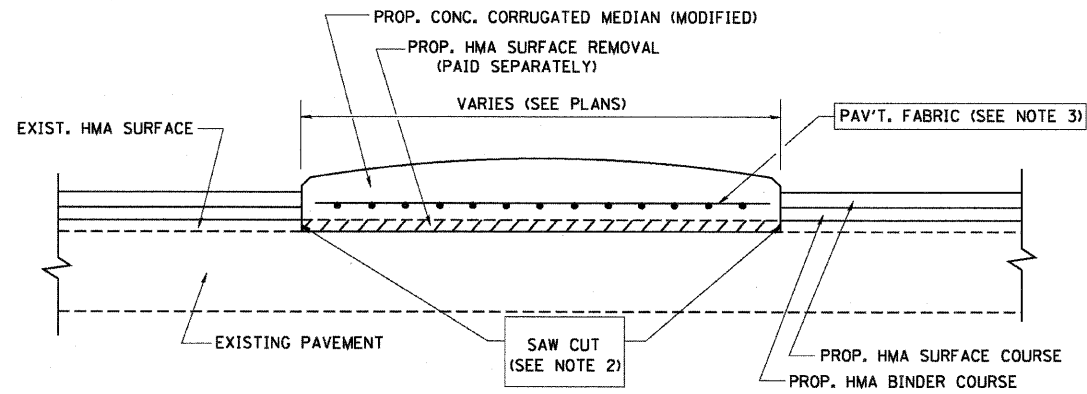 PROP. CONC. CORRUGATED MEDIAN (MODIFIED)
PROP. HMA SURFACE REMOVAL
(PAID SEPARATELY)
VARIES (SEE PLANS)
EXIST. HMA SURFACE
PAV'T. FABRIC (SEE NOTE 3)
EXISTING PAVEMENT
SAW CUT
(SEE NOTE 2)
PROP. HMA SURFACE COURSE
PROP. HMA BINDER COURSE